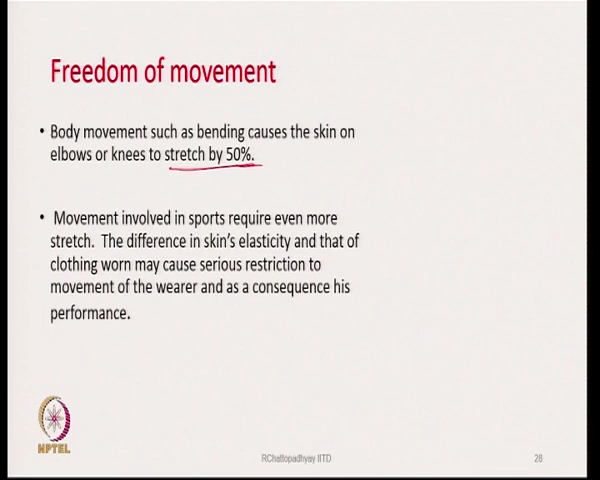 Freedom of movement
• Body movement such as bending causes the skin on
elbows or knees to stretch by 50%.
• Movement involved in sports require even more
stretch. The difference in skin's elasticity and that of
clothing worn may cause serious restriction to
movement of the wearer and as a consequence his
performance.
NPTEL
RChattopadhyay IITD
28